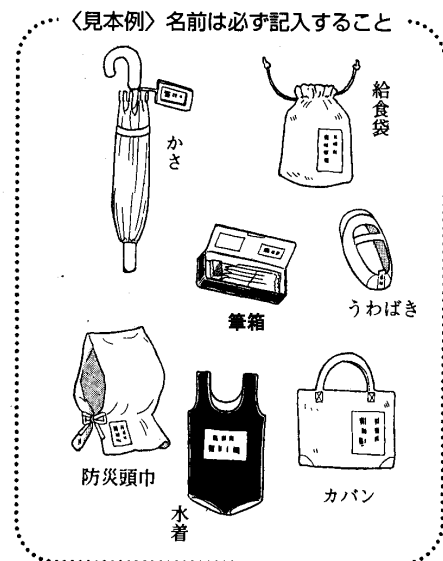 〈見本例〉名前は必ず記入すること
かさ
給食袋
筆箱
うわばき
防災頭巾
水着
カバン